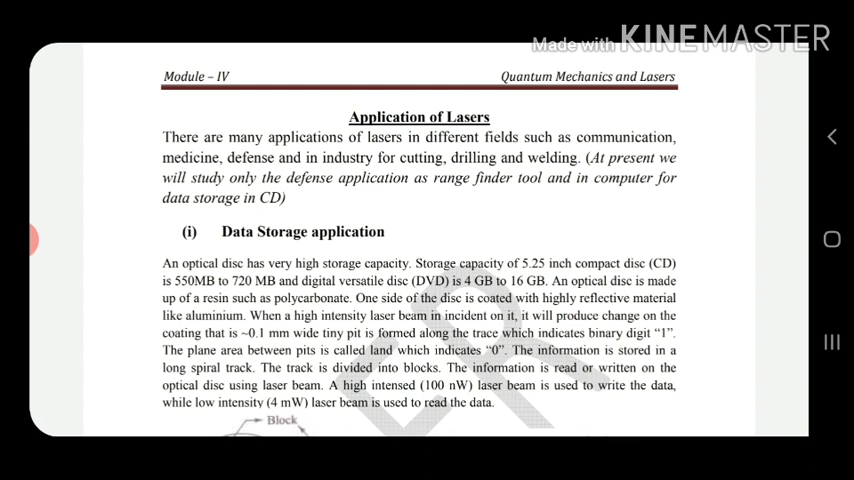 Made with KINEMASTER
Module – IV
Quantum Mechanics and Lasers
Application of Lasers
There are many applications of lasers in different fields such as communication,
medicine, defense and in industry for cutting, drilling and welding. (At present we
will study only the defense application as range finder tool and in computer for
data storage in CD)
(i) Data Storage application
An optical disc has very high storage capacity. Storage capacity of 5.25 inch compact disc (CD)
is 550MB to 720 MB and digital versatile disc (DVD) is 4 GB to 16 GB. An optical disc is made
up of a resin such as polycarbonate. One side of the disc is coated with highly reflective material
like aluminium. When a high intensity laser beam in incident on it, it will produce change on the
coating that is ~0.1 mm wide tiny pit is formed along the trace which indicates binary digit “1”.
The plane area between pits is called land which indicates “0”. The information is stored in a
long spiral track. The track is divided into blocks. The information is read or written on the
optical disc using laser beam. A high intensed (100 nW) laser beam is used to write the data,
while low intensity (4 mW) laser beam is used to read the data.
Block